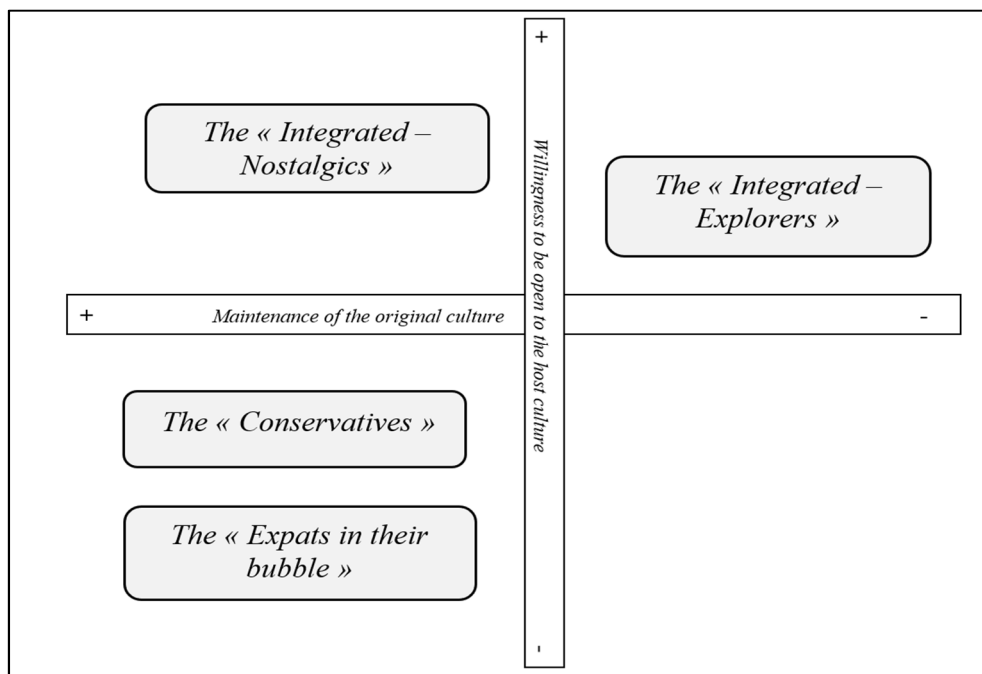 +
The « Integrated –
Nostalgics »
The « Integrated –
Explorers »
Willingness to be open to the host culture
+
Maintenance of the original culture
-
The « Conservatives »
The « Expats in their
bubble »
-